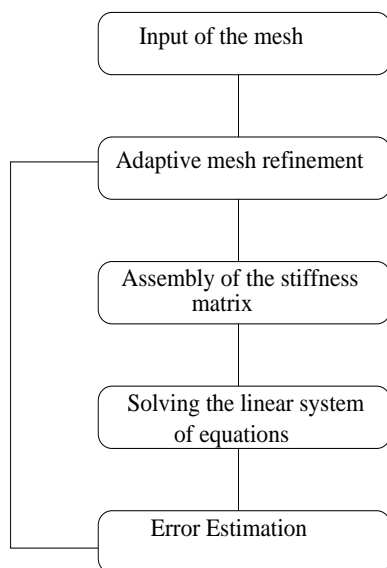 Input of the mesh
Adaptive mesh refinement
Assembly of the stiffness
matrix
Solving the linear system
of equations
Error Estimation